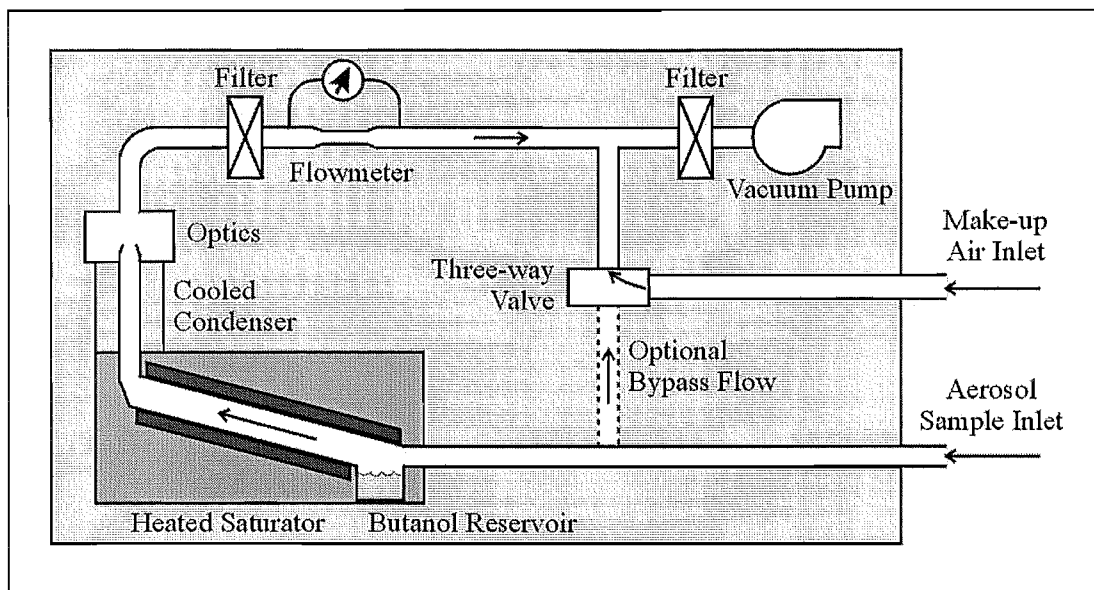 Filter
Filter
Flowmeter
Vacuum Pump
Optics
Make-up
Air Inlet
Three-way
Valve
Cooled
Condenser
Optional
Bypass Flow
Aerosol
Sample Inlet
Heated Saturator
Butanol Reservoir